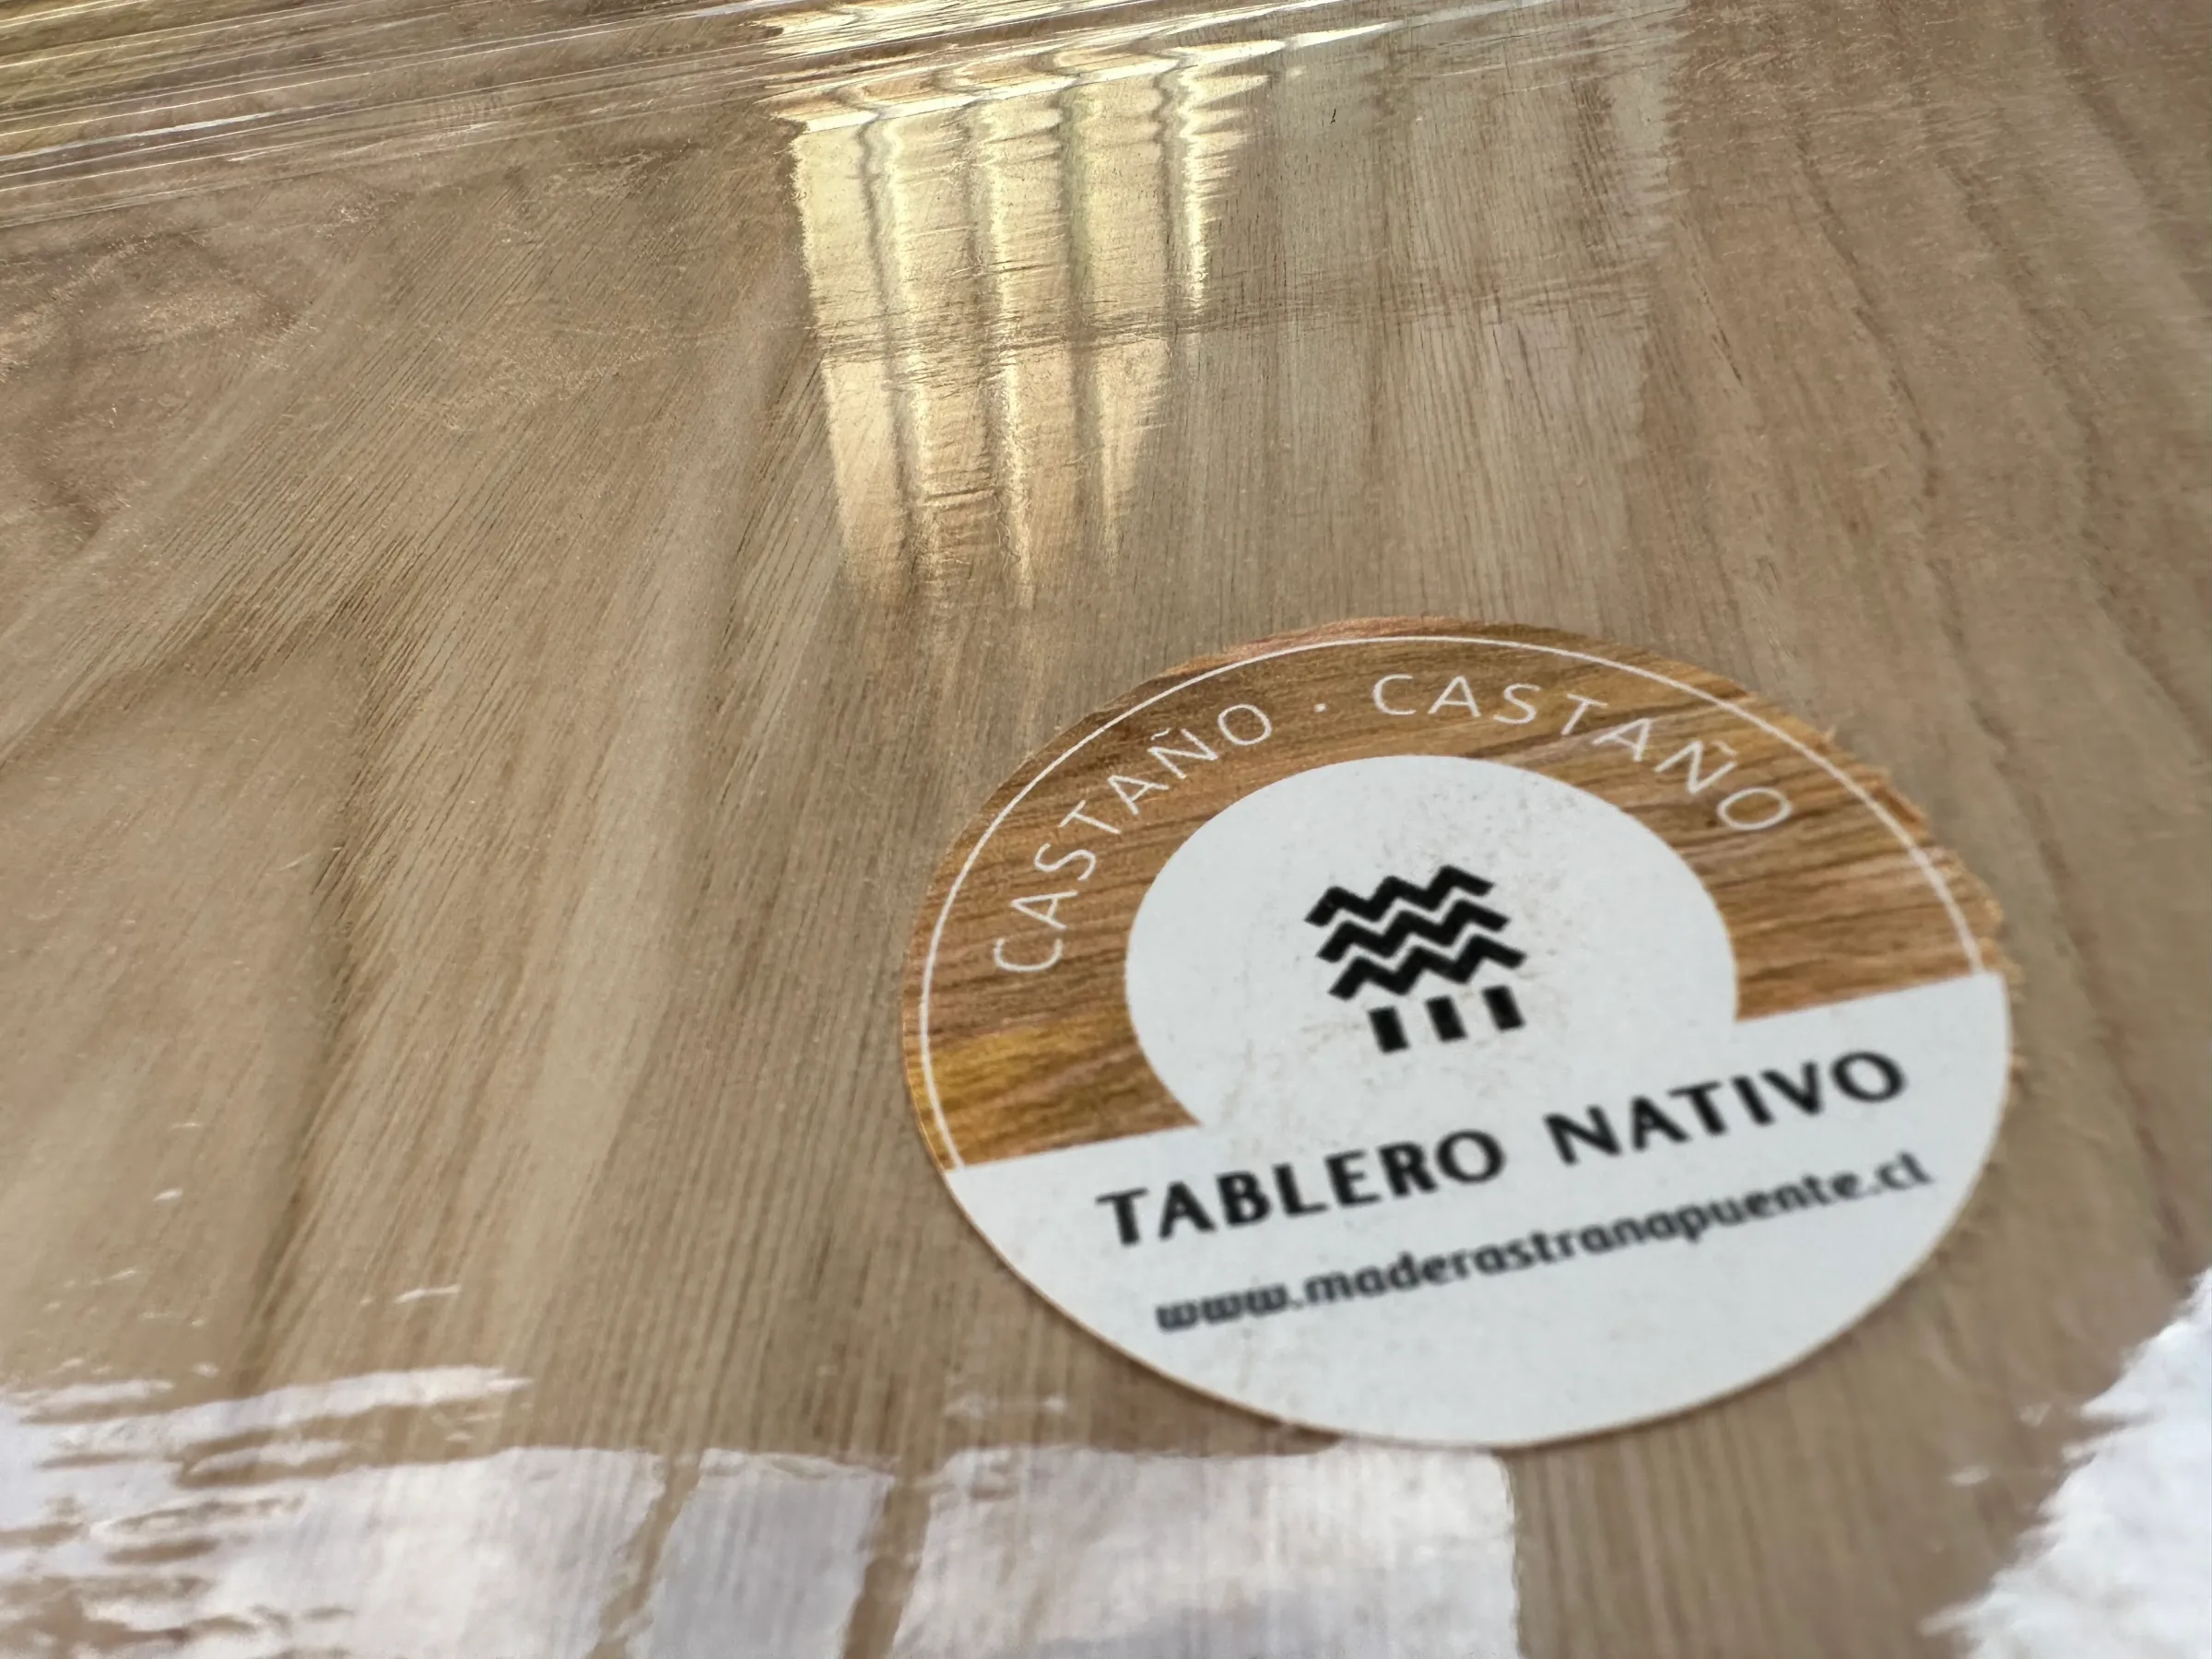 CASTAÑO · CASTAÑO
TABLERO NATIVO
www.maderastranapuente.cl